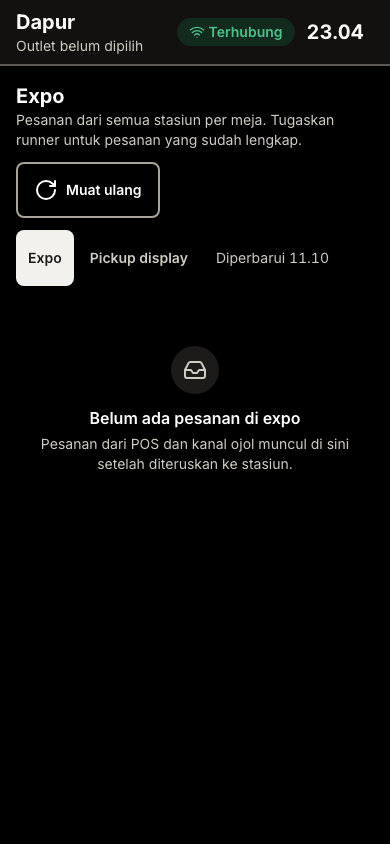 Dapur
Outlet belum dipilih
Terhubung
23.04
Expo
Pesanan dari semua stasiun per meja. Tugaskan
runner untuk pesanan yang sudah lengkap.
Muat ulang
Expo
Pickup display
Diperbarui 11.10
Belum ada pesanan di expo
Pesanan dari POS dan kanal ojol muncul di sini
setelah diteruskan ke stasiun.